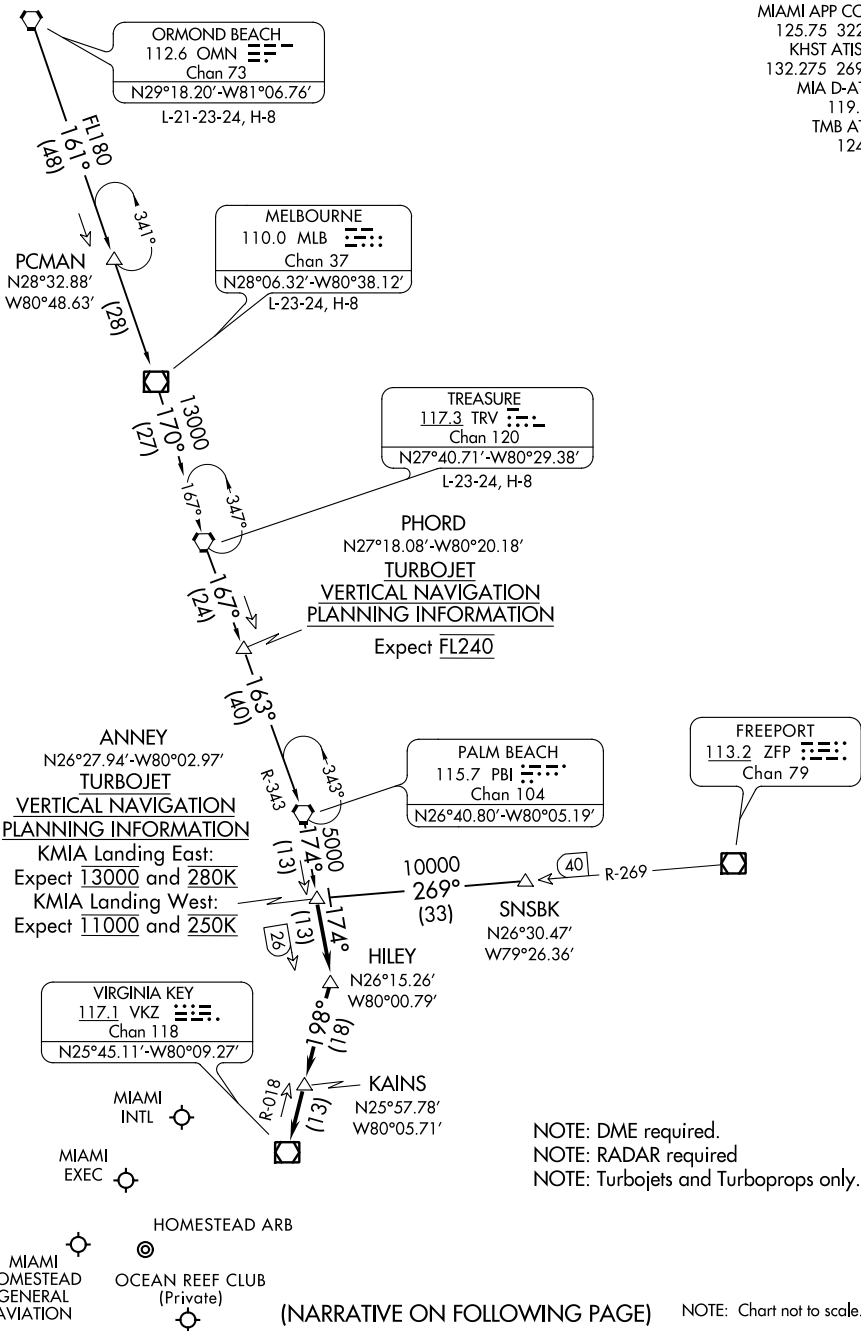 MIAMI APP CO
125.75 322
KHST ATIS
132.275 269
MIA D-AT
119.
TMB AT
124
ORMOND BEACH
112.6 OMN
Chan 73
N29°18.20'-W81°06.76'
L-21-23-24, H-8
FL180
161°
(48)
341°
PCMAN
N28°32.88'
W80°48.63'
(28)
MELBOURNE
110.0 MLB
Chan 37
N28°06.32'-W80°38.12'
L-23-24, H-8
13000
170°
(27)
167°
347°
TREASURE
117.3 TRV
Chan 120
N27°40.71'-W80°29.38'
L-23-24, H-8
PHORD
N27°18.08'-W80°20.18'
TURBOJET
VERTICAL NAVIGATION
PLANNING INFORMATION
Expect FL240
167°
(24)
163°
(40)
R-343
343°
ANNEY
N26°27.94'-W80°02.97'
TURBOJET
VERTICAL NAVIGATION
PLANNING INFORMATION
KMIA Landing East:
Expect 13000 and 280K
KMIA Landing West:
Expect 11000 and 250K
PALM BEACH
115.7 PBI
Chan 104
N26°40.80'-W80°05.19'
FREEPORT
113.2 ZFP
Chan 79
5000
174°
(13)
10000
269°
(33)
40
R-269
SNSBK
N26°30.47'
W79°26.36'
174°
(13)
26
HILEY
N26°15.26'
W80°00.79'
198°
(18)
VIRGINIA KEY
117.1 VKZ
Chan 118
N25°45.11'-W80°09.27'
R-018
(13)
KAINS
N25°57.78'
W80°05.71'
MIAMI
INTL
MIAMI
EXEC
NOTE: DME required.
NOTE: RADAR required
NOTE: Turbojets and Turboprops only.
HOMESTEAD ARB
MIAMI
OMESTEAD
GENERAL
AVIATION
OCEAN REEF CLUB
(Private)
(NARRATIVE ON FOLLOWING PAGE)
NOTE: Chart not to scale.